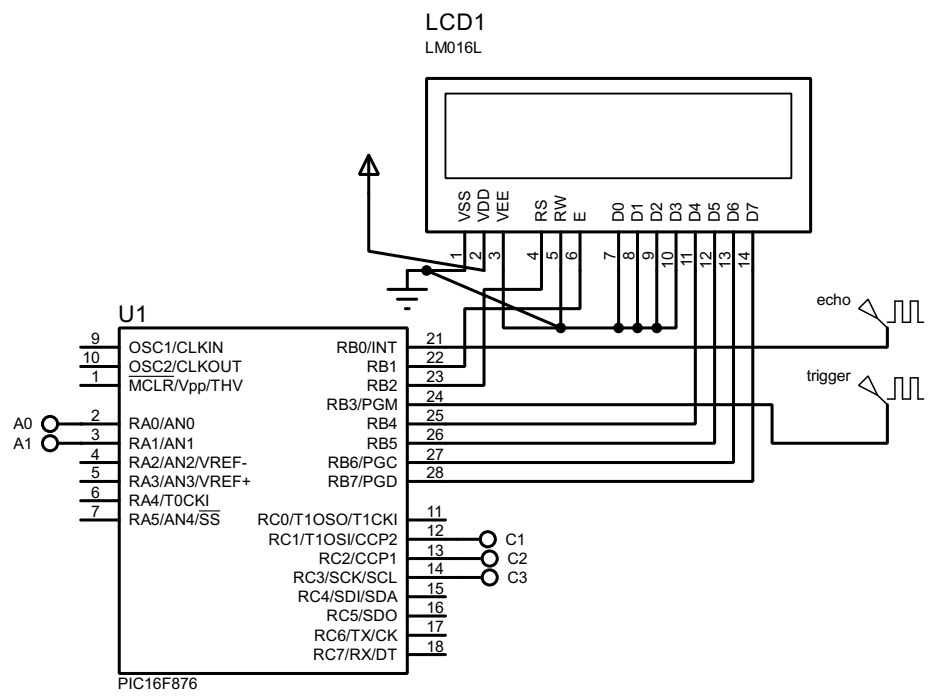 LCD1
LM016L
VSS
VDD
VEE
RS
RW
E
D0
D1
D2
D3
D4
D5
D6
D7
1
2
3
4
5
6
7
8
9
10
11
12
13
14
echo
trigger
U1
9 OSC1/CLKIN
10 OSC2/CLKOUT
1 MCLR/Vpp/THV
A0 2 RA0/AN0
A1 3 RA1/AN1
4 RA2/AN2/VREF-
5 RA3/AN3/VREF+
6 RA4/T0CKI
7 RA5/AN4/SS
RB0/INT 21
RB1 22
RB2 23
RB3/PGM 24
RB4 25
RB5 26
RB6/PGC 27
RB7/PGD 28
RC0/T1OSO/T1CKI 11
RC1/T1OSI/CCP2 12 C1
RC2/CCP1 13 C2
RC3/SCK/SCL 14 C3
RC4/SDI/SDA 15
RC5/SDO 16
RC6/TX/CK 17
RC7/RX/DT 18
PIC16F876